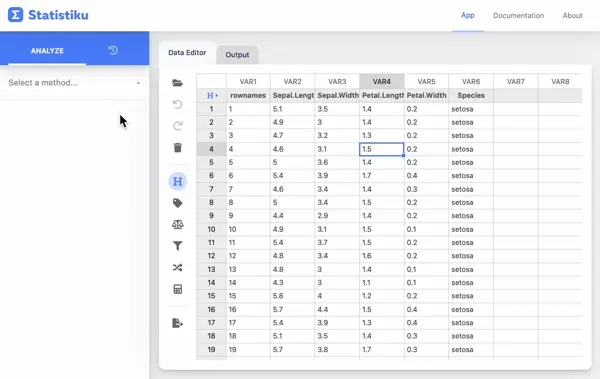 Statistiku
App Documentation About
ANALYZE
Select a method...
Data Editor Output
VAR1 VAR2 VAR3 VAR4 VAR5 VAR6 VAR7 VAR8
H rownames Sepal.Lengt Sepal.Width Petal.Length Petal.Width Species
1 1 5.1 3.5 1.4 0.2 setosa
2 2 4.9 3 1.4 0.2 setosa
3 3 4.7 3.2 1.3 0.2 setosa
4 4 4.6 3.1 1.5 0.2 setosa
5 5 5 3.6 1.4 0.2 setosa
6 6 5.4 3.9 1.7 0.4 setosa
7 7 4.6 3.4 1.4 0.3 setosa
8 8 5 3.4 1.5 0.2 setosa
9 9 4.4 2.9 1.4 0.2 setosa
10 10 4.9 3.1 1.5 0.1 setosa
11 11 5.4 3.7 1.5 0.2 setosa
12 12 4.8 3.4 1.6 0.2 setosa
13 13 4.8 3 1.4 0.1 setosa
14 14 4.3 3 1.1 0.1 setosa
15 15 5.8 4 1.2 0.2 setosa
16 16 5.7 4.4 1.5 0.4 setosa
17 17 5.4 3.9 1.3 0.4 setosa
18 18 5.1 3.5 1.4 0.3 setosa
19 19 5.7 3.8 1.7 0.3 setosa